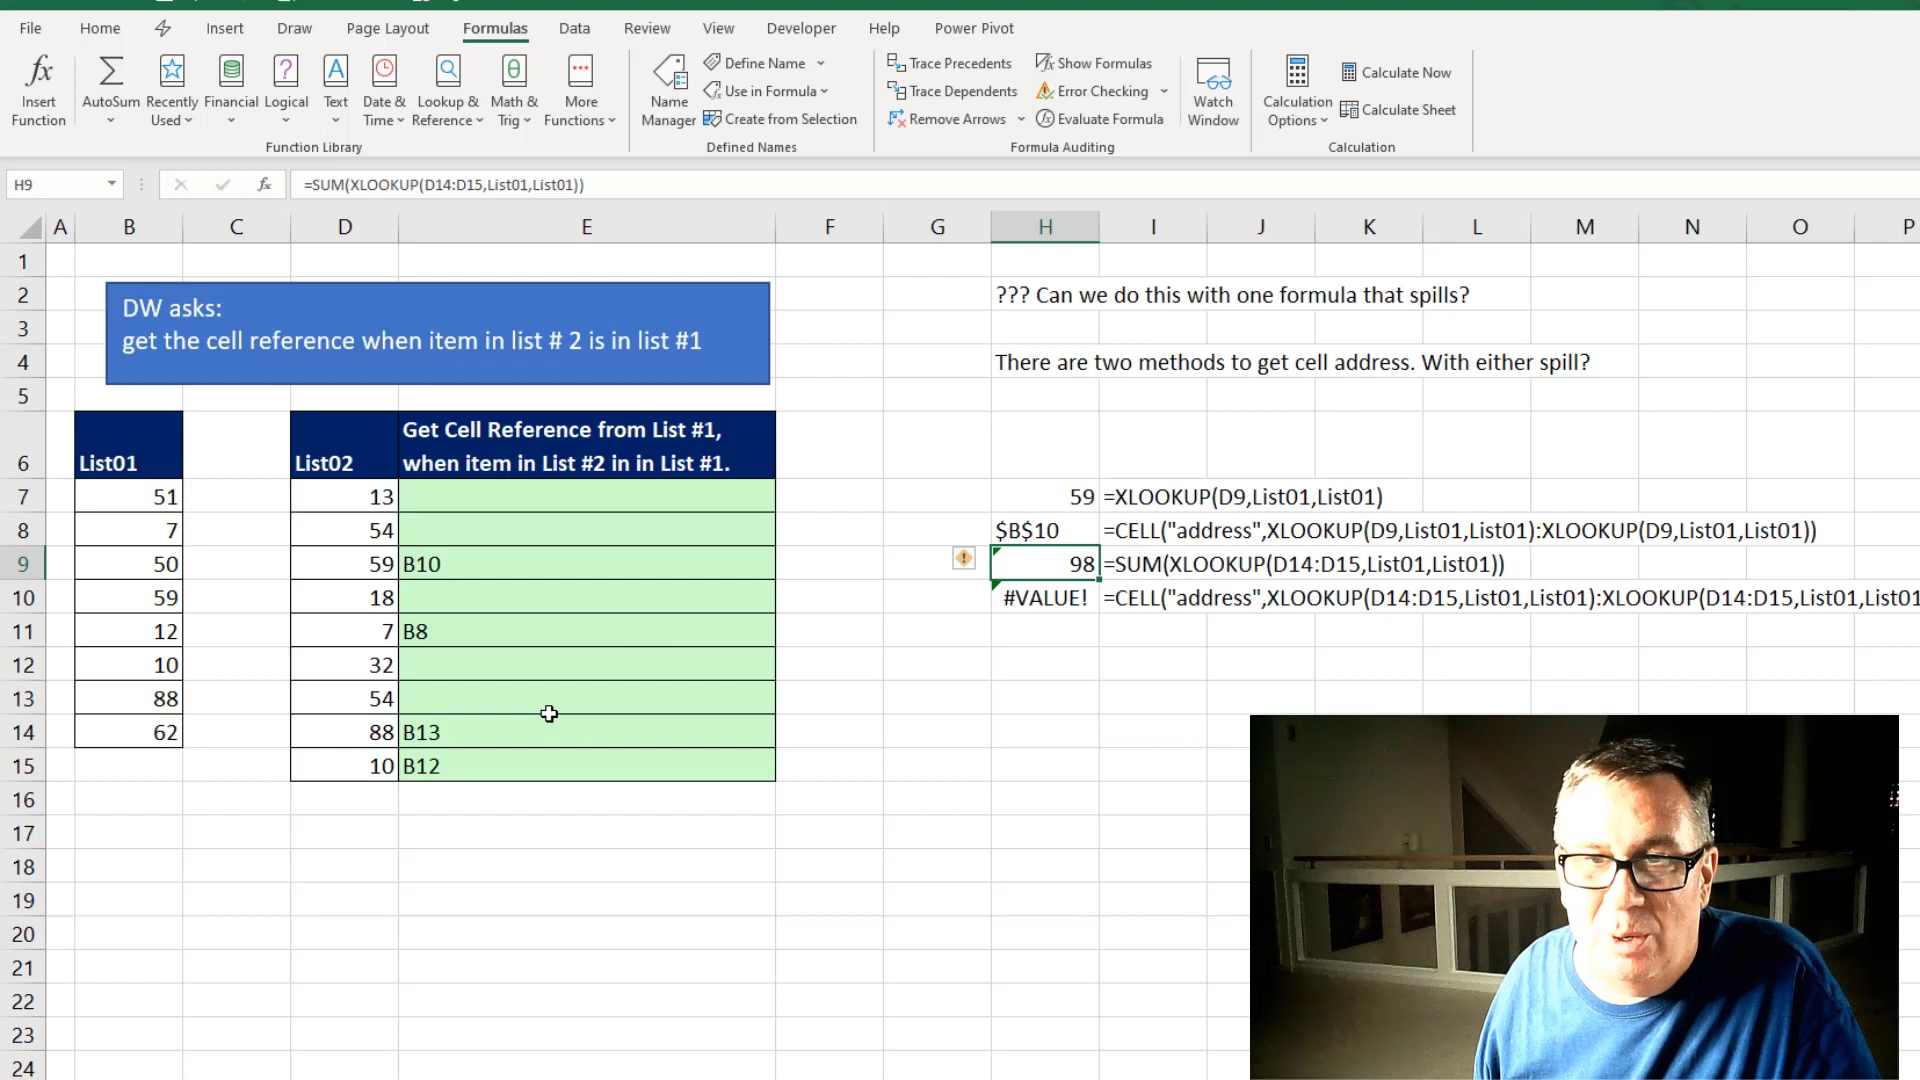 File Home Insert Draw Page Layout Formulas Data Review View Developer Help Power Pivot
fx Σ ? A θ
Insert Function
AutoSum
Recently Used
Financial
Logical
Text
Date & Time
Lookup & Reference
Math & Trig
More Functions
Function Library
Name Manager
Define Name
Use in Formula
Create from Selection
Defined Names
Trace Precedents
Trace Dependents
Remove Arrows
Show Formulas
Error Checking
Evaluate Formula
Formula Auditing
Watch Window
Calculation Options
Calculate Now
Calculate Sheet
Calculation
H9 fx =SUM(XLOOKUP(D14:D15,List01,List01))
A B C D E F G H I J K L M N O P
1
2 ??? Can we do this with one formula that spills?
DW asks:
get the cell reference when item in list # 2 is in list #1
3
4 There are two methods to get cell address. With either spill?
5
6 List01 List02 Get Cell Reference from List #1,
when item in List #2 in in List #1.
7 51 13 59 =XLOOKUP(D9,List01,List01)
8 7 54 $B$10 =CELL("address",XLOOKUP(D9,List01,List01):XLOOKUP(D9,List01,List01))
9 50 59 B10 98 =SUM(XLOOKUP(D14:D15,List01,List01))
10 59 18 #VALUE! =CELL("address",XLOOKUP(D14:D15,List01,List01):XLOOKUP(D14:D15,List01,List01
11 12 7 B8
12 10 32
13 88 54
14 62 88 B13
15 10 B12
16
17
18
19
20
21
22
23
24